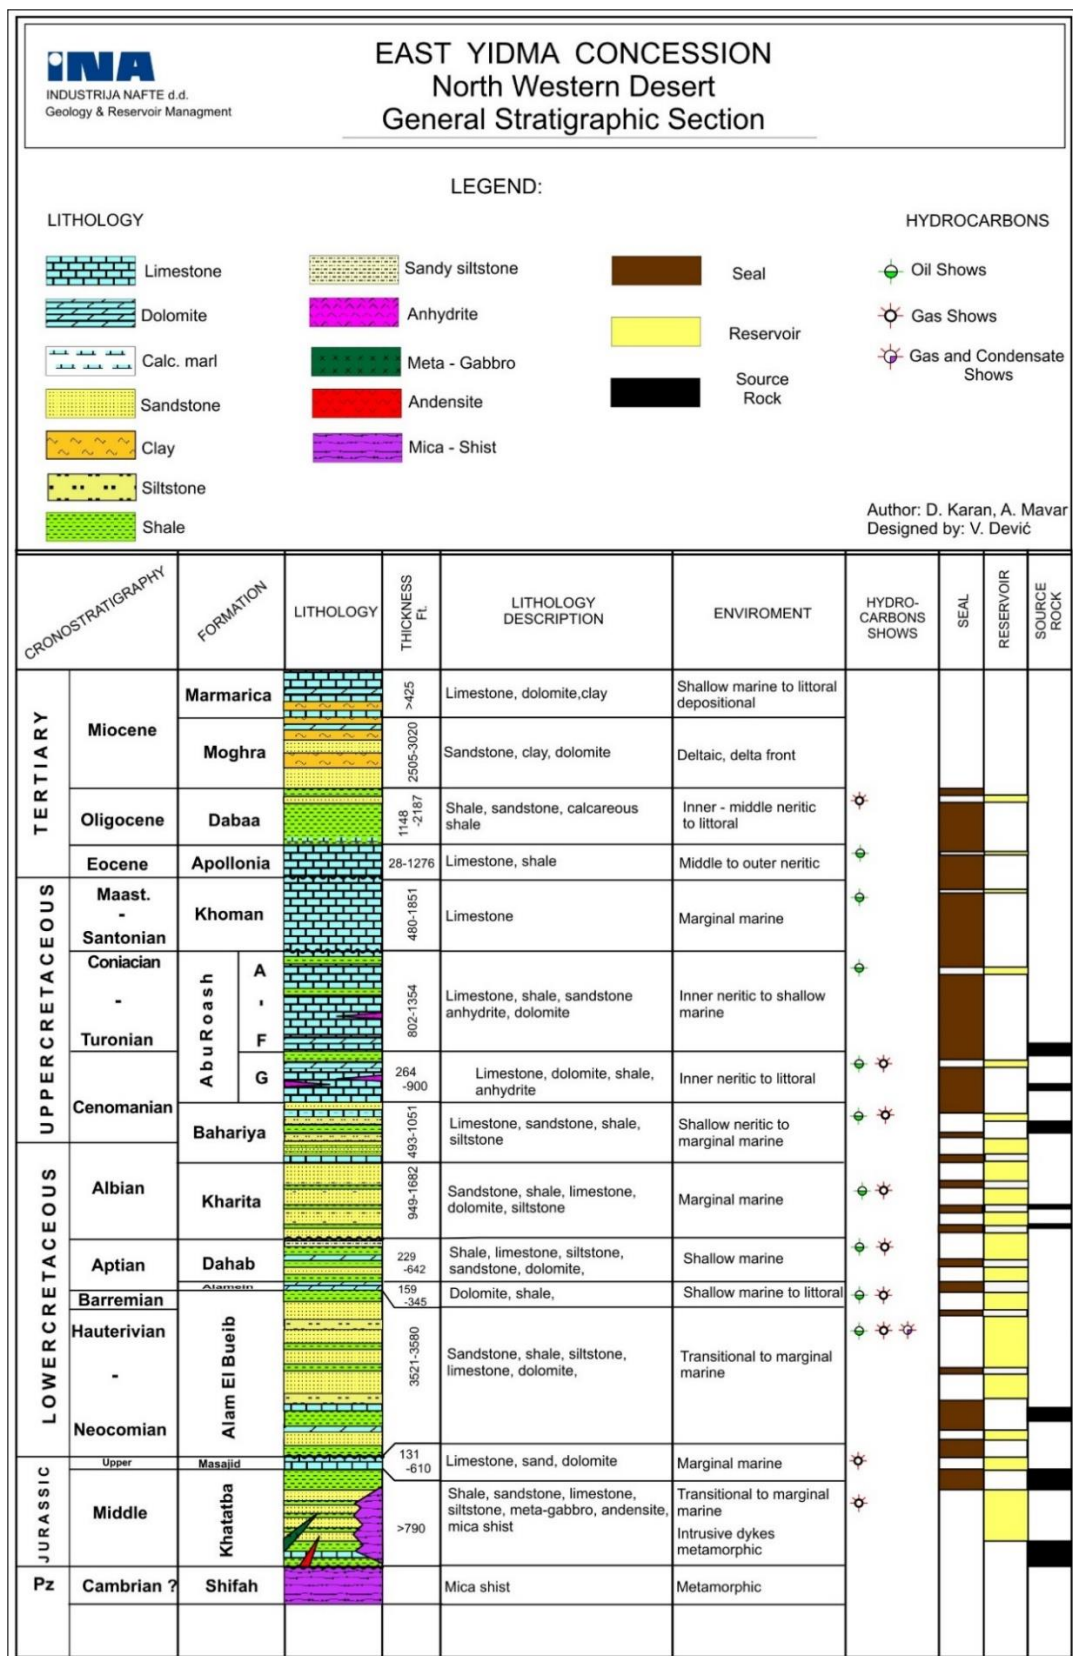 INA
INDUSTRIJA NAFTE d.d.
Geology & Reservoir Managment
EAST YIDMA CONCESSION
North Western Desert
General Stratigraphic Section
LEGEND:
LITHOLOGY
Limestone
Dolomite
Calc. marl
Sandstone
Clay
Siltstone
Shale
Sandy siltstone
Anhydrite
Meta - Gabbro
Andensite
Mica - Shist
Seal
Reservoir
Source
Rock
HYDROCARBONS
Oil Shows
Gas Shows
Gas and Condensate
Shows
Author: D. Karan, A. Mavar
Designed by: V. Dević
CRONOSTRATIGRAPHY
FORMATION
LITHOLOGY
THICKNESS
Ft.
LITHOLOGY
DESCRIPTION
ENVIROMENT
HYDRO-
CARBONS
SHOWS
SEAL
RESERVOIR
SOURCE
ROCK
TERTIARY
Miocene
Marmarica
>425
Limestone, dolomite,clay
Shallow marine to littoral
depositional
Moghra
2505-3020
Sandstone, clay, dolomite
Deltaic, delta front
Oligocene
Dabaa
1148
-2187
Shale, sandstone, calcareous
shale
Inner - middle neritic
to littoral
Eocene
Apollonia
28-1276
Limestone, shale
Middle to outer neritic
UPPERCRETACEOUS
Maast.
-
Santonian
Khoman
480-1851
Limestone
Marginal marine
Coniacian
-
Turonian
Abu Roash
A
-
F
802-1354
Limestone, shale, sandstone
anhydrite, dolomite
Inner neritic to shallow
marine
Cenomanian
G
264
-900
Limestone, dolomite, shale,
anhydrite
Inner neritic to littoral
Bahariya
493-1051
Limestone, sandstone, shale,
siltstone
Shallow neritic to
marginal marine
LOWERCRETACEOUS
Albian
Kharita
949-1682
Sandstone, shale, limestone,
dolomite, siltstone
Marginal marine
Aptian
Dahab
229
-642
Shale, limestone, siltstone,
sandstone, dolomite,
Shallow marine
Alamein
159
-345
Dolomite, shale,
Shallow marine to littoral
Barremian
Hauterivian
-
Neocomian
Alam El Bueib
3521-3580
Sandstone, shale, siltstone,
limestone, dolomite,
Transitional to marginal
marine
JURASSIC
Upper
Masajid
131
-610
Limestone, sand, dolomite
Marginal marine
Middle
Khatatba
>790
Shale, sandstone, limestone,
siltstone, meta-gabbro, andensite,
mica shist
Transitional to marginal
marine
Intrusive dykes
metamorphic
Pz
Cambrian ?
Shifah
Mica shist
Metamorphic